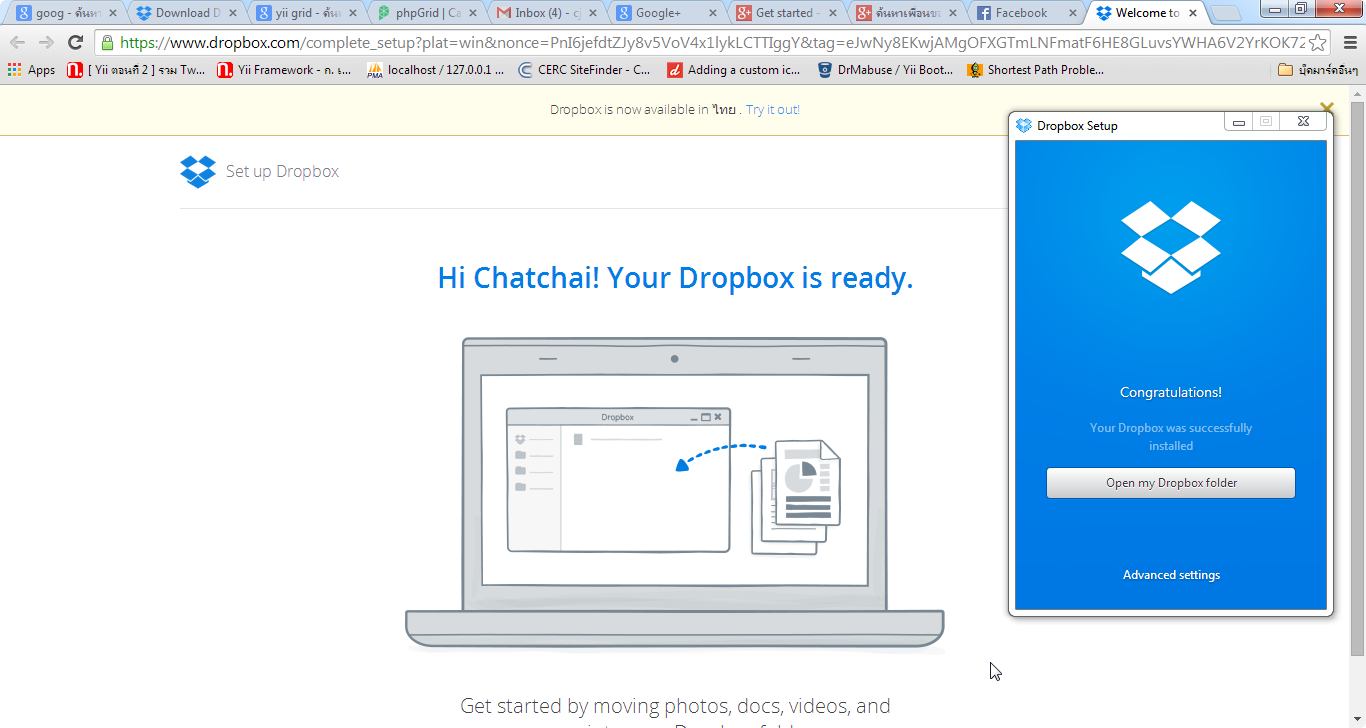 goog - ค้นหา
Download D
yii grid - ค้น
phpGrid | Ca
Inbox (4) - c
Google+
Get started -
ค้นหาเพื่อนขอ
Facebook
Welcome to
https://www.dropbox.com/complete_setup?plat=win&nonce=PnI6jefdtZJy8v5VoV4x1lykLCTTIggY&tag=eJwNy8EKwjAMgOFXGTmLNFmatF6HE8GLuvsYWHA6V2YrKOK72
Apps
[ Yii ตอนที่ 2 ] รวม Tw...
Yii Framework - ก. เ...
localhost / 127.0.0.1 ...
CERC SiteFinder - C...
Adding a custom ic...
DrMabuse / Yii Boot...
Shortest Path Proble...
บุ๊คมาร์คอื่นๆ
Dropbox is now available in ไทย . Try it out!
Set up Dropbox
Hi Chatchai! Your Dropbox is ready.
Dropbox
Get started by moving photos, docs, videos, and
Dropbox Setup
Congratulations!
Your Dropbox was successfully
installed
Open my Dropbox folder
Advanced settings